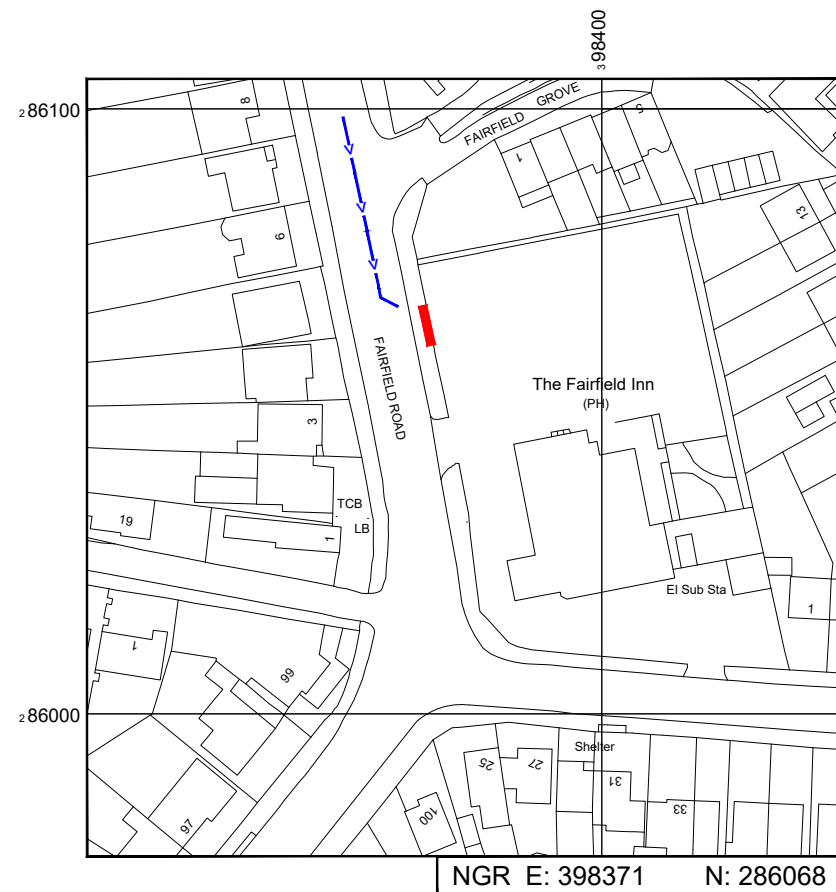 398400
286100
8
FAIRFIELD GROVE
5
1
13
9
FAIRFIELD ROAD
The Fairfield Inn
(PH)
3
TCB
LB
19
1
El Sub Sta
1
1
99
286000
Shelter
25
27
31
33
100
97
NGR E: 398371 N: 286068